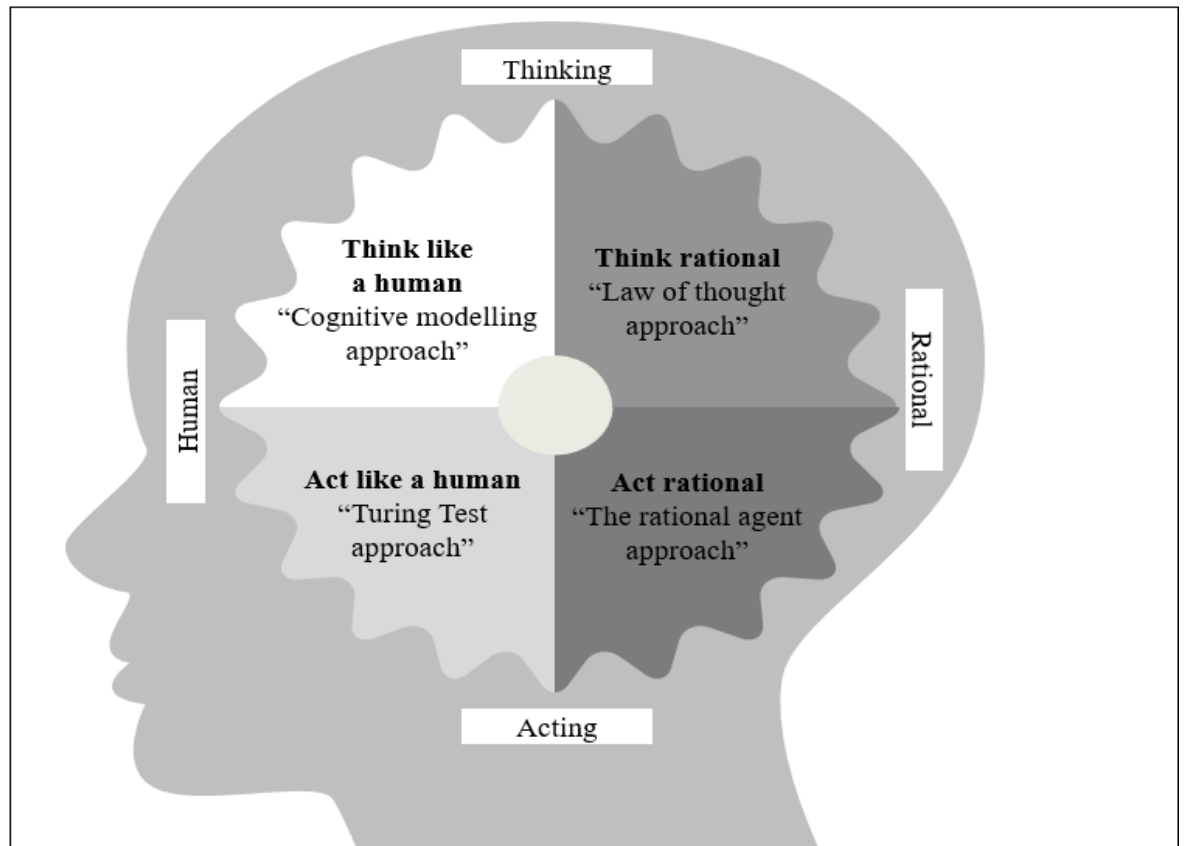 Thinking
Think like
a human
“Cognitive modelling
approach”
Think rational
“Law of thought
approach”
Human
Rational
Act like a human
“Turing Test
approach”
Act rational
“The rational agent
approach”
Acting